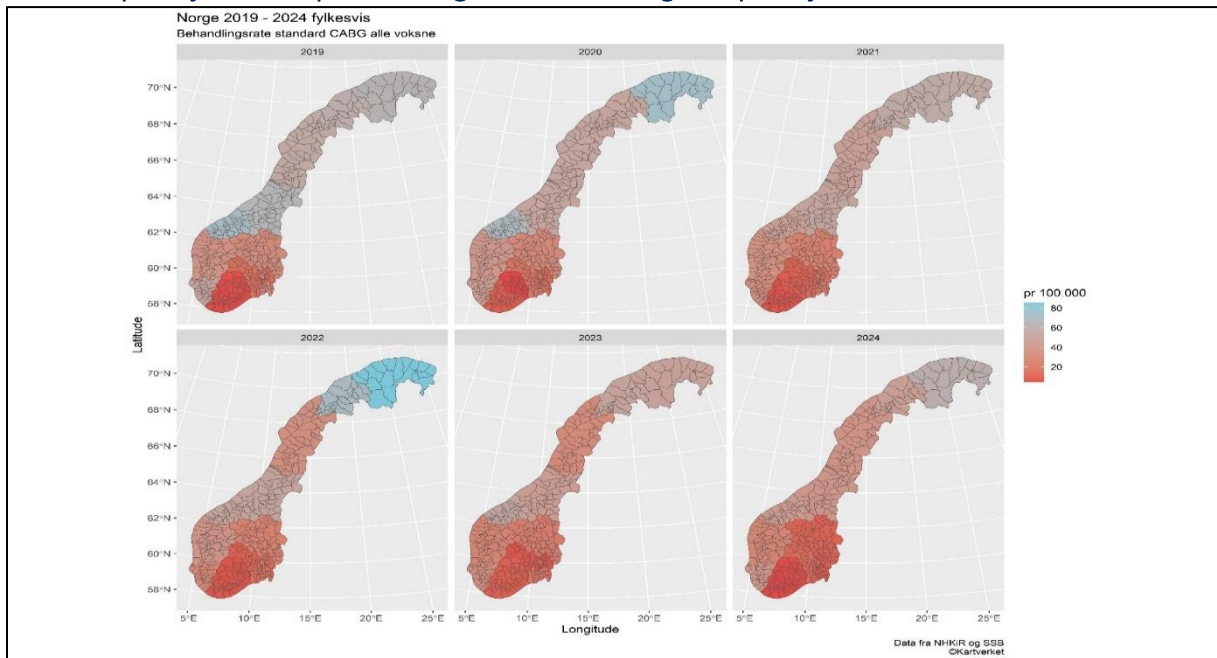 Norge 2019 - 2024 fylkesvis
Behandlingsrate standard CABG alle voksne
2019
2020
2021
70°N
68°N
66°N
64°N
62°N
60°N
58°N
2022
2023
2024
70°N
68°N
66°N
64°N
62°N
60°N
58°N
Latitude
5°E 10°E 15°E 20°E 25°E 5°E 10°E 15°E 20°E 25°E 5°E 10°E 15°E 20°E 25°E
Longitude
pr 100.000
80
60
40
20
Data fra NHKiR og SSB
©Kartverket